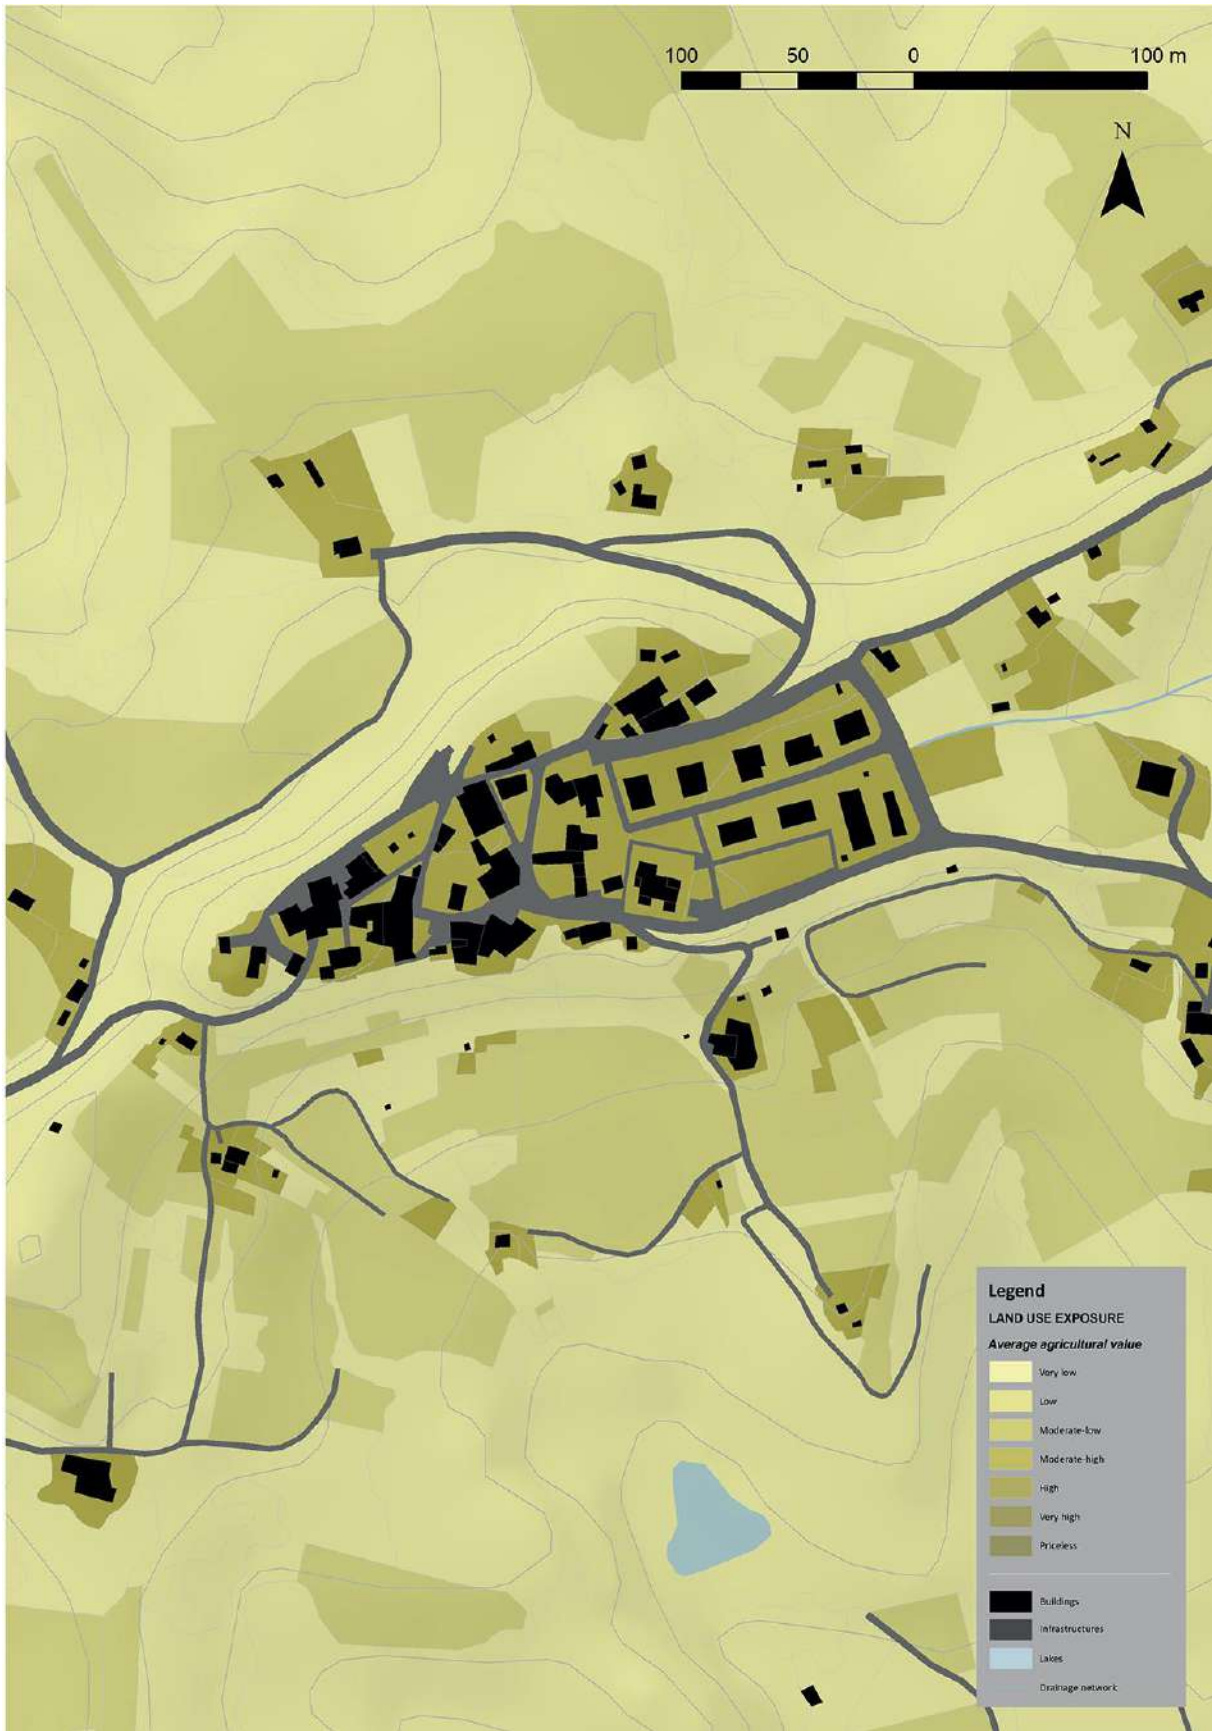 100 50 0 100 m
N
Legend
LAND USE EXPOSURE
Average agricultural value
Very low
Low
Moderate-low
Moderate-high
High
Very high
Priceless
Buildings
Infrastructures
Lakes
Drainage network